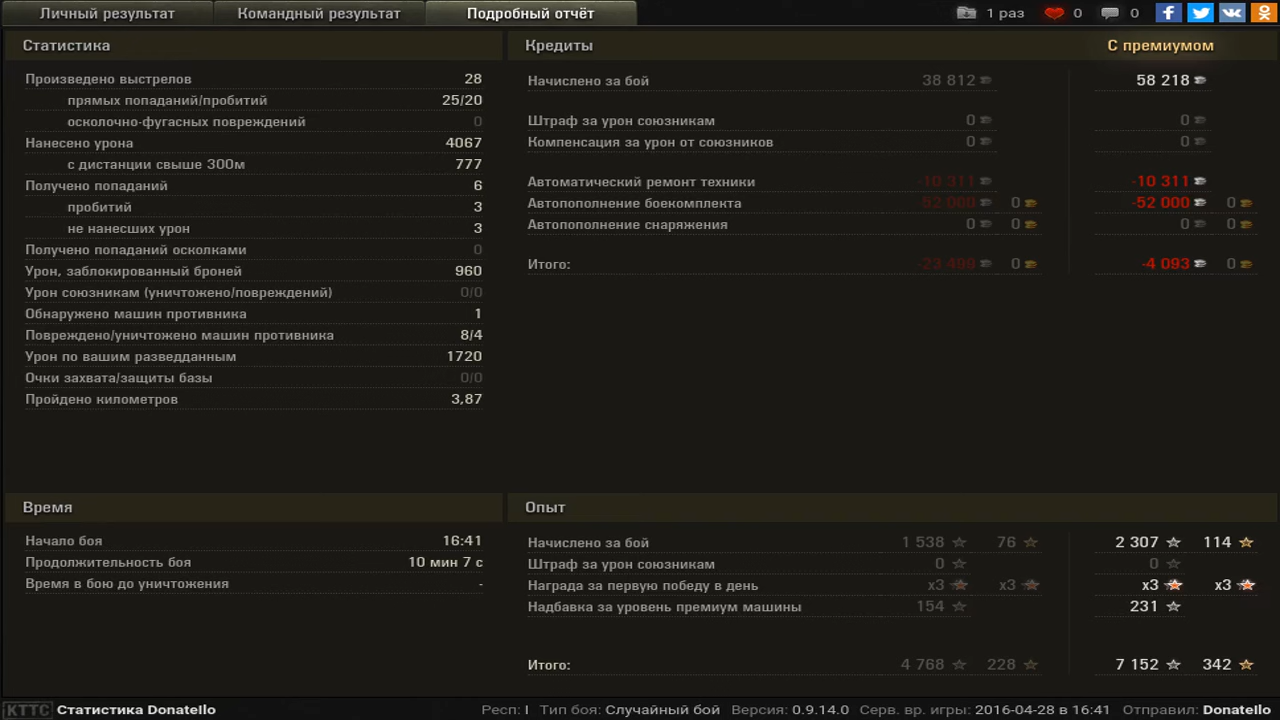 Личный результат Командный результат Подробный отчёт 1 раз 0 0
Статистика
Произведено выстрелов 28
прямых попаданий/пробитий 25/20
осколочно-фугасных повреждений 0
Нанесено урона 4067
с дистанции свыше 300м 777
Получено попаданий 6
пробитий 3
не нанесших урон 3
Получено попаданий осколками 0
Урон, заблокированный броней 960
Урон союзникам (уничтожено/повреждений) 0/0
Обнаружено машин противника 1
Повреждено/уничтожено машин противника 8/4
Урон по вашим разведданным 1720
Очки захвата/защиты базы 0/0
Пройдено километров 3,87
Кредиты С премиумом
Начислено за бой 38 812 58 218
Штраф за урон союзникам 0 0
Компенсация за урон от союзников 0 0
Автоматический ремонт техники -10 311 -10 311
Автопополнение боекомплекта -52 000 0 -52 000 0
Автопополнение снаряжения 0 0 0 0
Итого: -23 499 0 -4 093 0
Время
Начало боя 16:41
Продолжительность боя 10 мин 7 с
Время в бою до уничтожения -
Опыт
Начислено за бой 1 538 76 2 307 114
Штраф за урон союзникам 0 0
Награда за первую победу в день x3 x3 x3 x3
Надбавка за уровень премиум машины 154 231
Итого: 4 768 228 7 152 342
КТТС Статистика Donatello Респ: I Тип боя: Случайный бой Версия: 0.9.14.0 Серв. вр. игры: 2016-04-28 в 16:41 Отправил: Donatello